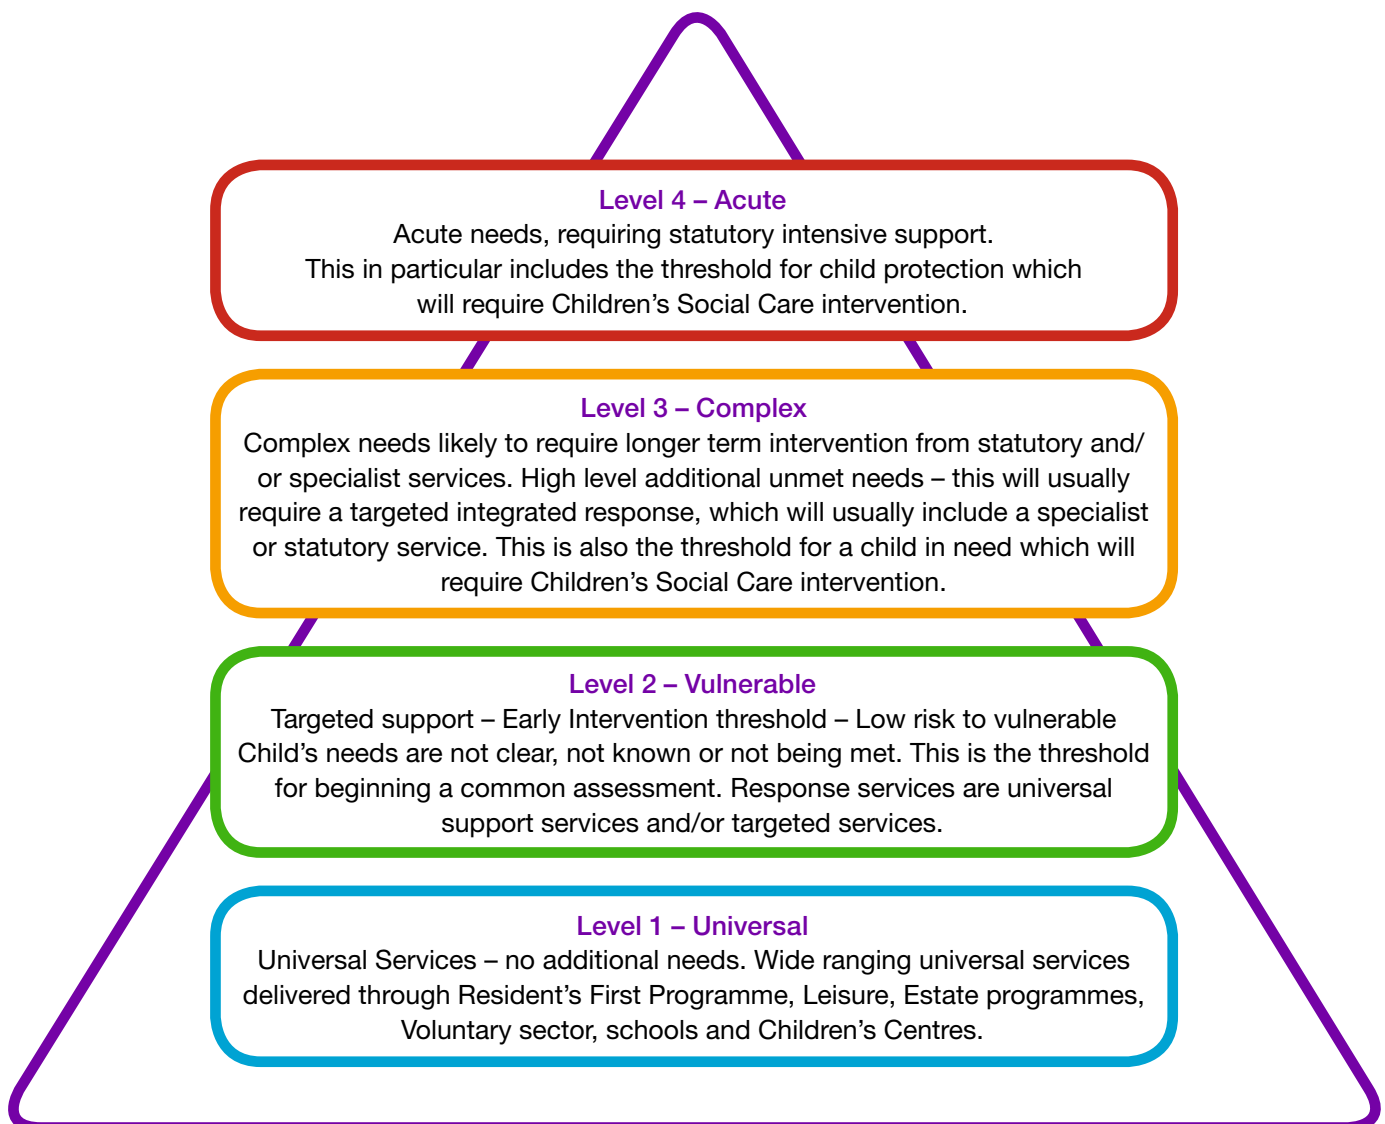 Level 4 – Acute
Acute needs, requiring statutory intensive support.
This in particular includes the threshold for child protection which
will require Children’s Social Care intervention.
Level 3 – Complex
Complex needs likely to require longer term intervention from statutory and/
or specialist services. High level additional unmet needs – this will usually
require a targeted integrated response, which will usually include a specialist
or statutory service. This is also the threshold for a child in need which will
require Children’s Social Care intervention.
Level 2 – Vulnerable
Targeted support – Early Intervention threshold – Low risk to vulnerable
Child’s needs are not clear, not known or not being met. This is the threshold
for beginning a common assessment. Response services are universal
support services and/or targeted services.
Level 1 – Universal
Universal Services – no additional needs. Wide ranging universal services
delivered through Resident’s First Programme, Leisure, Estate programmes,
Voluntary sector, schools and Children’s Centres.